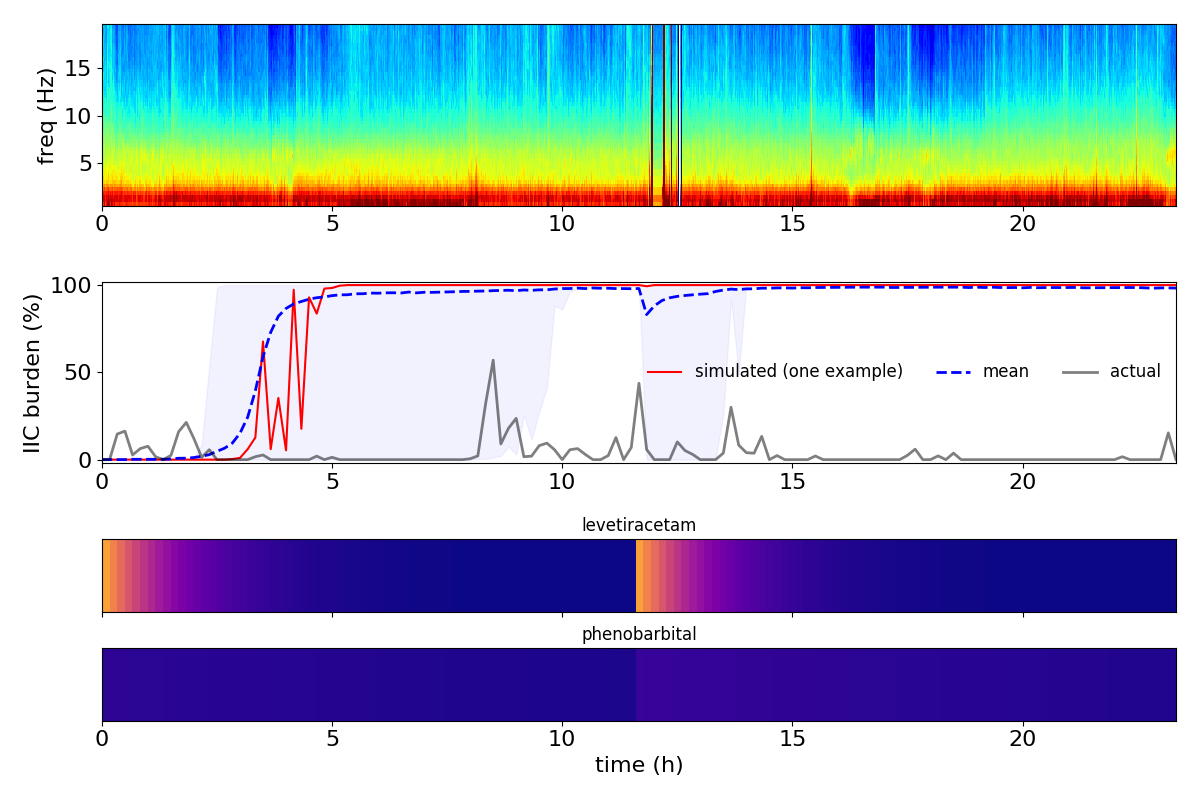 freq (Hz)
15
10
5
0 5 10 15 20
IIC burden (%)
100
50
0
simulated (one example) mean actual
0 5 10 15 20
levetiracetam
phenobarbital
0 5 10 15 20
time (h)